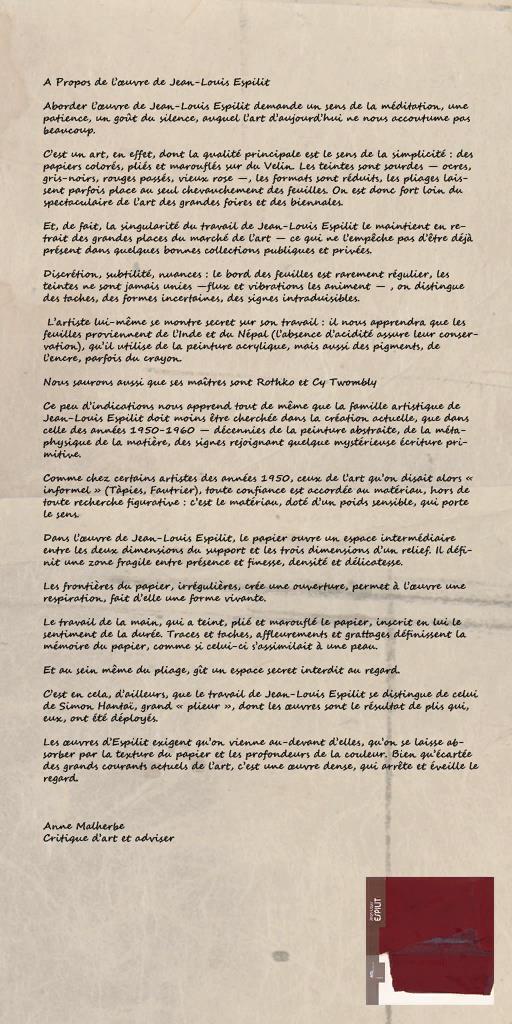 A Propos de l'œuvre de Jean-Louis Espilit
Aborder l'œuvre de Jean-Louis Espilit demande un sens de la méditation, une
patience, un goût du silence, auquel l'art d'aujourd'hui ne nous accoutume pas
beaucoup.
C'est un art, en effet, dont la qualité principale est le sens de la simplicité : des
papiers colorés, pliés et marouflés sur du Velin. Les teintes sont sourdes — ocres,
gris-noirs, rouges passés, vieux rose —, les formats sont réduits, les pliages lais-
sent parfois place au seul chevauchement des feuilles. On est donc fort loin du
spectaculaire de l'art des grandes foires et des biennales.
Et, de fait, la singularité du travail de Jean-Louis Espilit le maintient en re-
trait des grandes places du marché de l'art — ce qui ne l'empêche pas d'être déjà
présent dans quelques bonnes collections publiques et privées.
Discrétion, subtilité, nuances : le bord des feuilles est rarement régulier, les
teintes ne sont jamais unies —flux et vibrations les animent — , on distingue
des taches, des formes incertaines, des signes intraduisibles.
L'artiste lui-même se montre secret sur son travail : il nous apprendra que les
feuilles proviennent de l'Inde et du Népal (l'absence d'acidité assure leur conser-
vation), qu'il utilise de la peinture acrylique, mais aussi des pigments, de
l'encre, parfois du crayon.
Nous saurons aussi que ses maîtres sont Rothko et Cy Twombly
Ce peu d'indications nous apprend tout de même que la famille artistique de
Jean-Louis Espilit doit moins être cherchée dans la création actuelle, que dans
celle des années 1950-1960 — décennies de la peinture abstraite, de la méta-
physique de la matière, des signes rejoignant quelque mystérieuse écriture pri-
mitive.
Comme chez certains artistes des années 1950, ceux de l'art qu'on disait alors «
informel » (Tàpies, Fautrier), toute confiance est accordée au matériau, hors de
toute recherche figurative : c'est le matériau, doté d'un poids sensible, qui porte
le sens.
Dans l'œuvre de Jean-Louis Espilit, le papier ouvre un espace intermédiaire
entre les deux dimensions du support et les trois dimensions d'un relief. Il défi-
nit une zone fragile entre présence et finesse, densité et délicatesse.
Les frontières du papier, irrégulières, crée une ouverture, permet à l'œuvre une
respiration, fait d'elle une forme vivante.
Le travail de la main, qui a teint, plié et marouflé le papier, inscrit en lui le
sentiment de la durée. Traces et taches, affleurements et grattages définissent la
mémoire du papier, comme si celui-ci s'assimilait à une peau.
Et au sein même du pliage, gît un espace secret interdit au regard.
C'est en cela, d'ailleurs, que le travail de Jean-Louis Espilit se distingue de celui
de Simon Hantaï, grand « plieur », dont les œuvres sont le résultat de plis qui,
eux, ont été déployés.
Les œuvres d'Espilit exigent qu'on vienne au-devant d'elles, qu'on se laisse ab-
sorber par la texture du papier et les profondeurs de la couleur. Bien qu'écartée
des grands courants actuels de l'art, c'est une œuvre dense, qui arrête et éveille le
regard.
Anne Malherbe
Critique d'art et adviser
ESPILIT